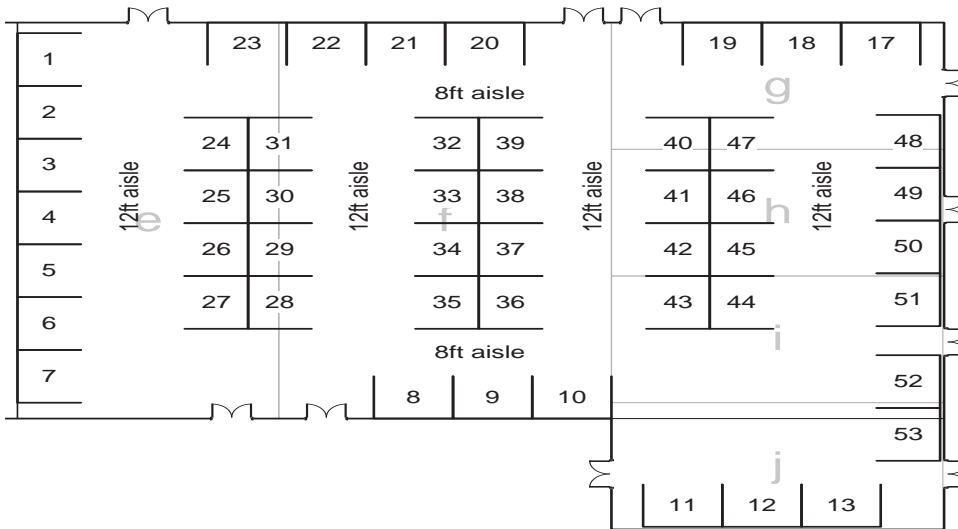 23 22 21 20 19 18 17
1
8ft aisle g
2
24 31 32 39 40 47 48
3
12ft aisle 12ft aisle 12ft aisle 12ft aisle
25 30 33 38 41 46 49
4 e f h
26 29 34 37 42 45 50
5
27 28 35 36 43 44 51
6
8ft aisle i
7
52
8 9 10
53
j
11 12 13